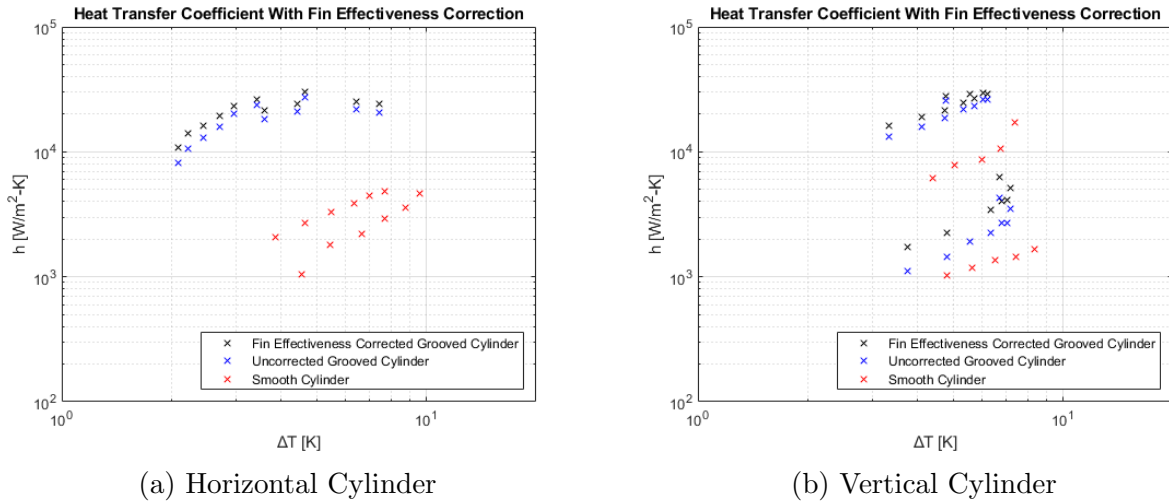 Heat Transfer Coefficient With Fin Effectiveness Correction
10^5
10^4
10^3
10^2
h [W/m^2-K]
Fin Effectiveness Corrected Grooved Cylinder
Uncorrected Grooved Cylinder
Smooth Cylinder
10^0
10^1
ΔT [K]
(a) Horizontal Cylinder
Heat Transfer Coefficient With Fin Effectiveness Correction
10^5
10^4
10^3
10^2
h [W/m^2-K]
Fin Effectiveness Corrected Grooved Cylinder
Uncorrected Grooved Cylinder
Smooth Cylinder
10^0
10^1
ΔT [K]
(b) Vertical Cylinder